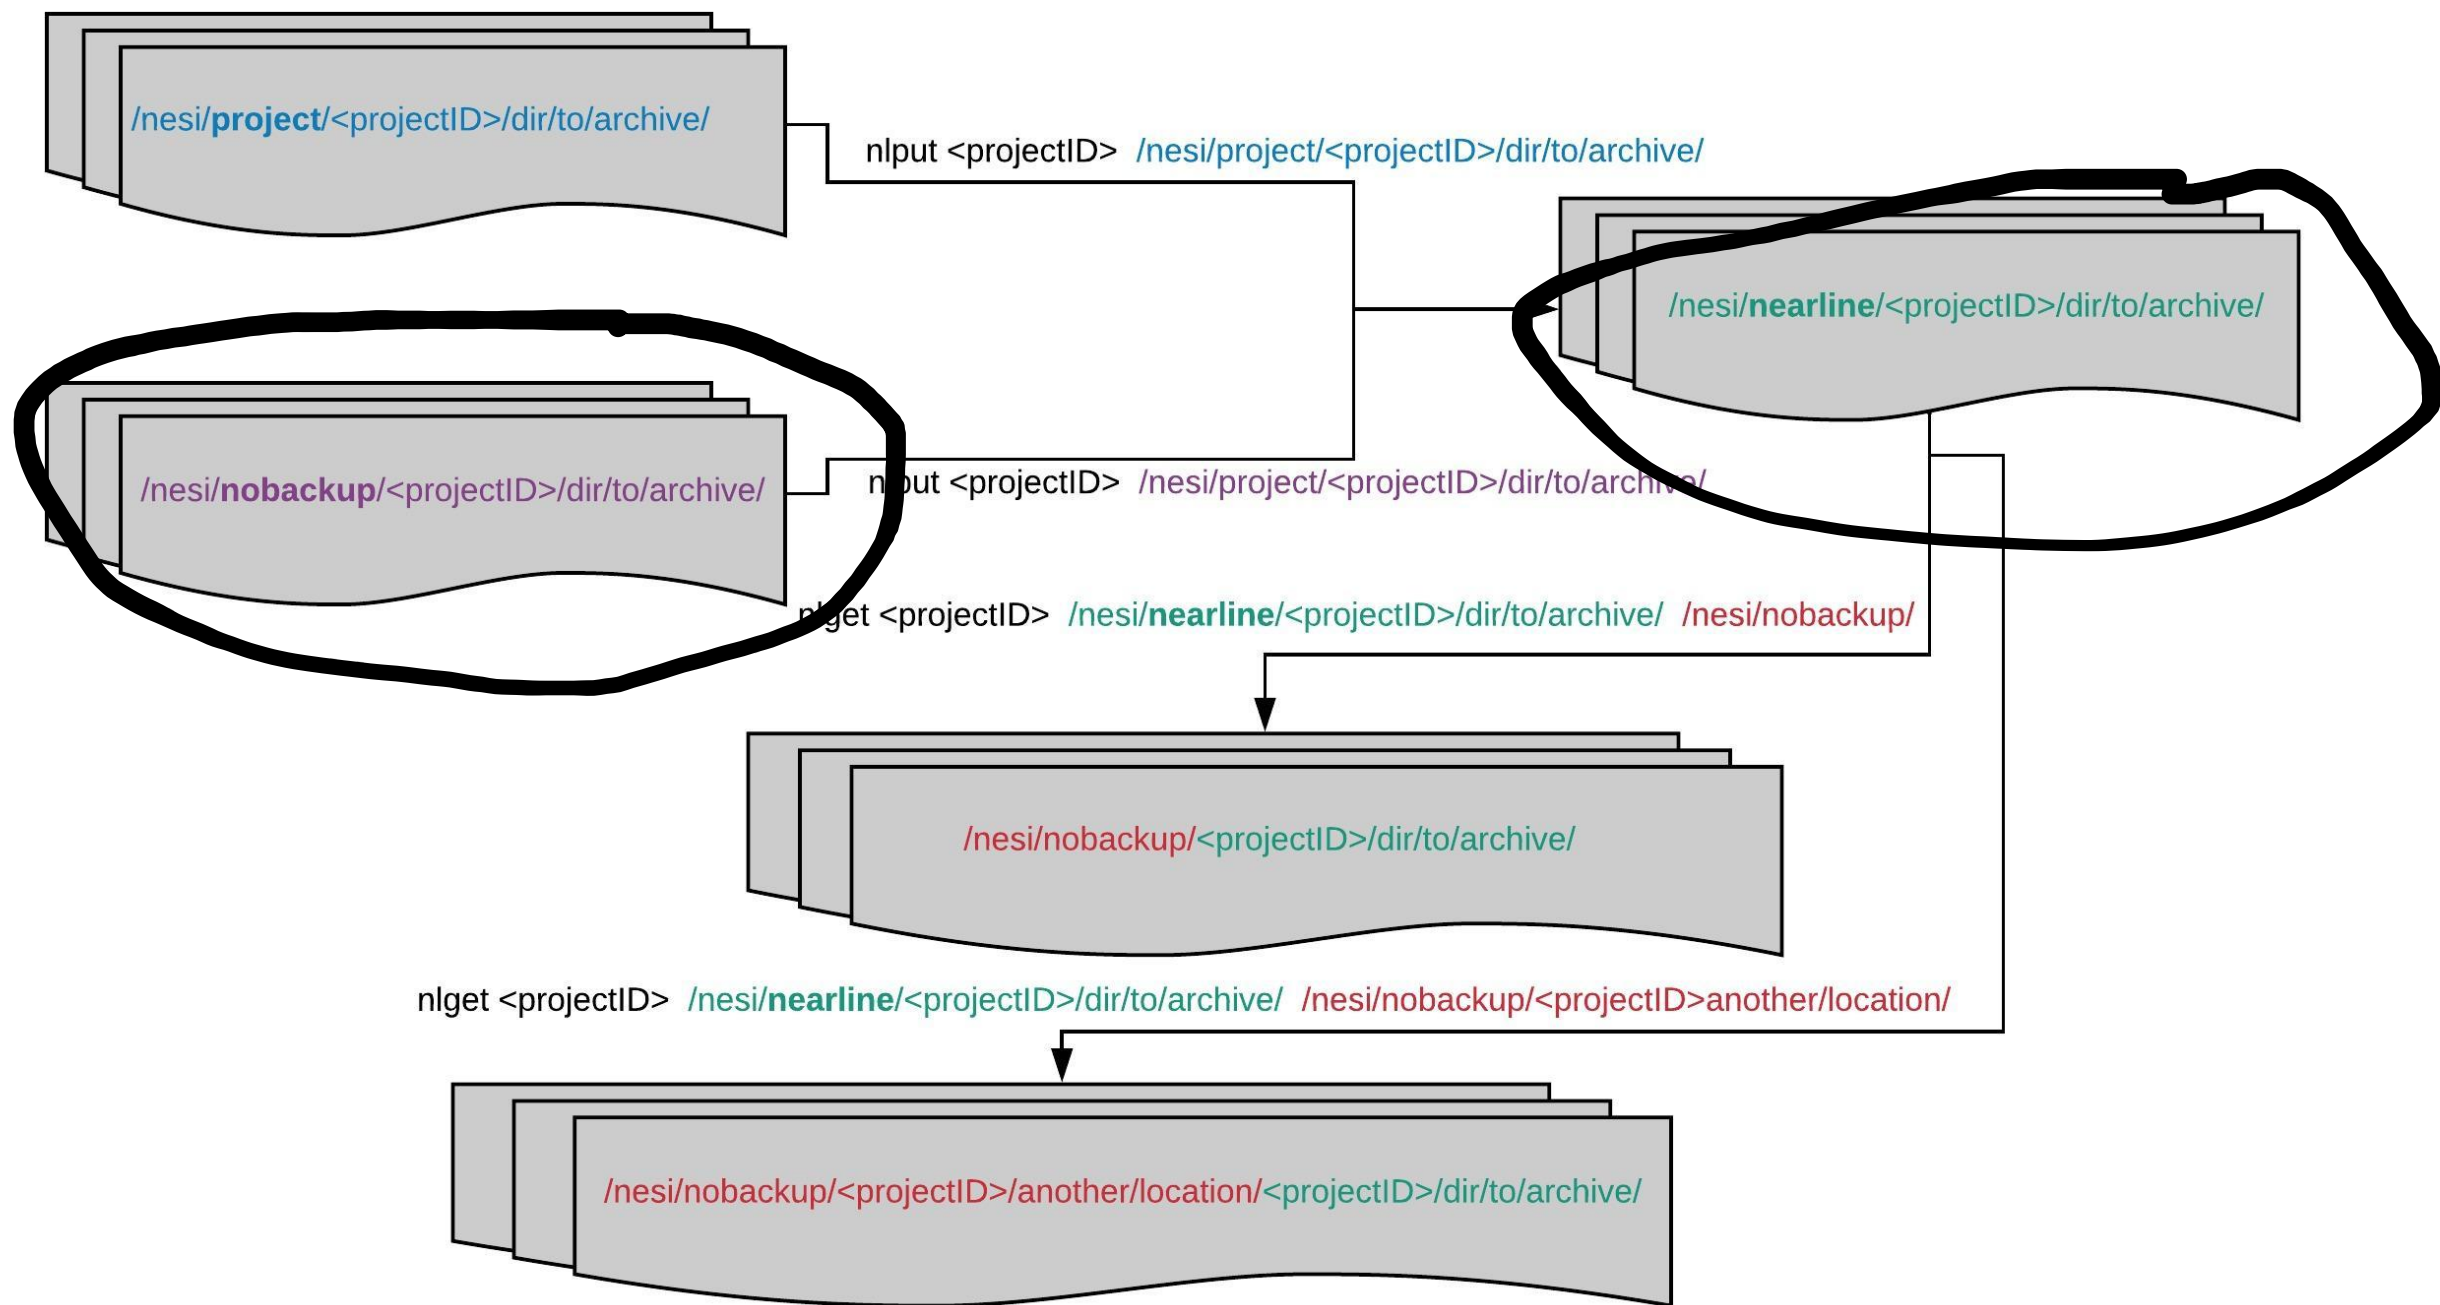 /nesi/project/<projectID>/dir/to/archive/
nlput <projectID> /nesi/project/<projectID>/dir/to/archive/
/nesi/nearline/<projectID>/dir/to/archive/
/nesi/nobackup/<projectID>/dir/to/archive/
nlput <projectID> /nesi/project/<projectID>/dir/to/archive/
nlget <projectID> /nesi/nearline/<projectID>/dir/to/archive/ /nesi/nobackup/
/nesi/nobackup/<projectID>/dir/to/archive/
nlget <projectID> /nesi/nearline/<projectID>/dir/to/archive/ /nesi/nobackup/<projectID>another/location/
/nesi/nobackup/<projectID>/another/location/<projectID>/dir/to/archive/